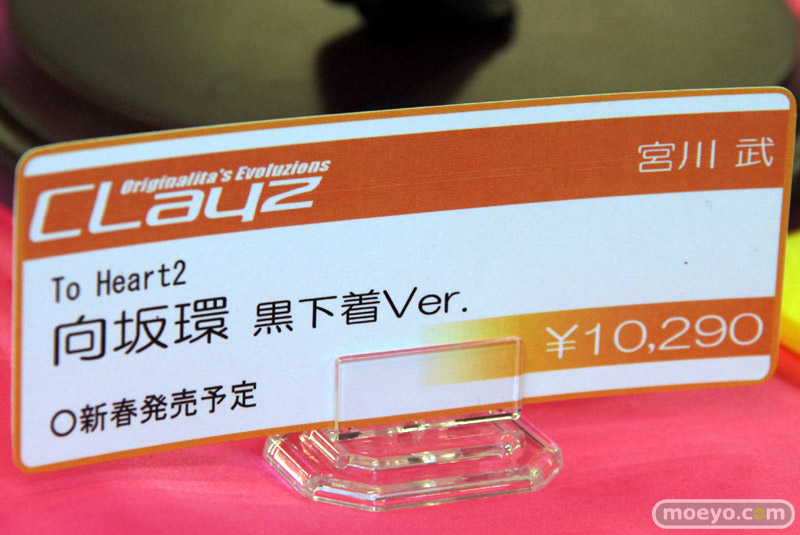 Originalita's Evoluzions
CLayz
宮川 武
To Heart2
向坂環 黒下着Ver.
¥10,290
○新春発売予定
moeyo.com